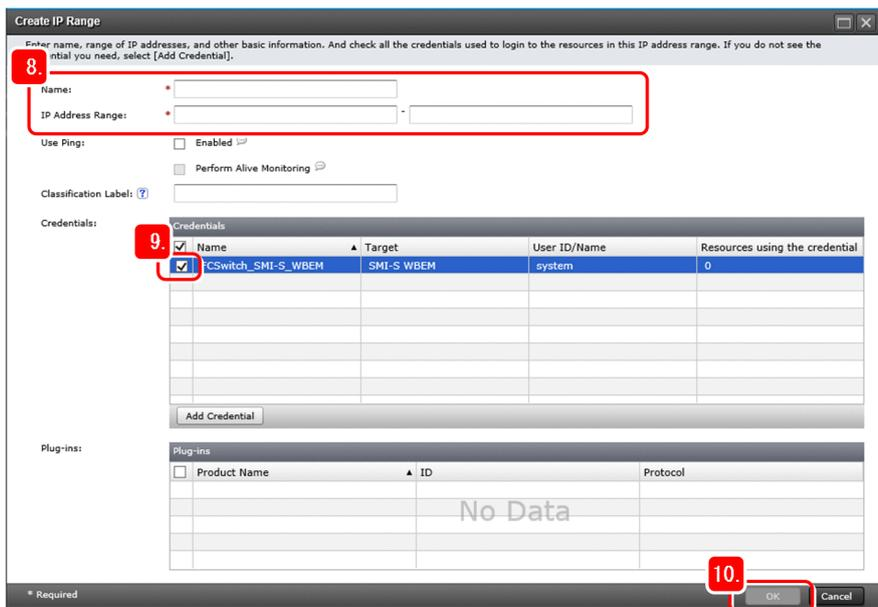 Create IP Range
Enter name, range of IP addresses, and other basic information. And check all the credentials used to login to the resources in this IP address range. If you do not see the
need, select [Add Credential].
8.
Name: *
IP Address Range: * -
Use Ping: Enabled
Perform Alive Monitoring
Classification Label: ?
Credentials: Credentials
9.
Name ▲ Target User ID/Name Resources using the credential
FCSwitch_SMI-S_WBEM SMI-S WBEM system 0
Add Credential
Plug-ins: Plug-ins
Product Name ▲ ID Protocol
No Data
10.
* Required OK Cancel